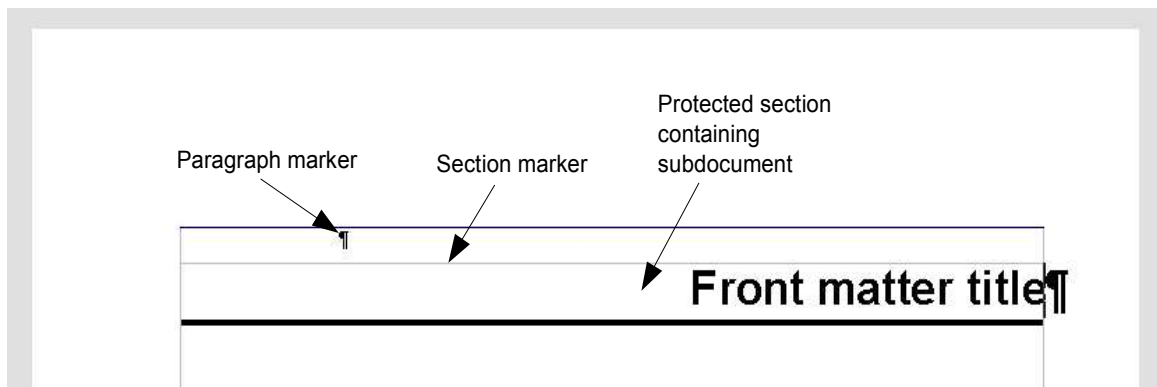 Protected section
containing
subdocument
Paragraph marker
Section marker
¶
Front matter title¶